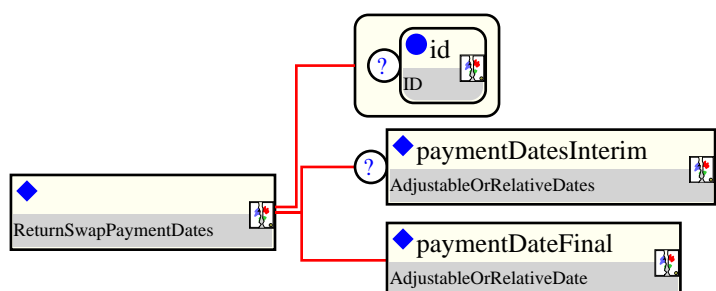 id
?
ID
paymentDatesInterim
?
AdjustableOrRelativeDates
ReturnSwapPaymentDates
paymentDateFinal
AdjustableOrRelativeDate